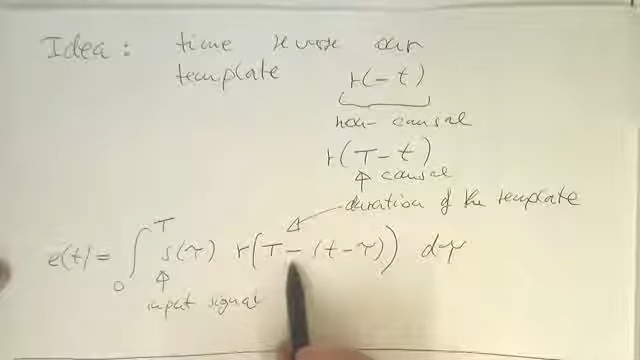 Idea: time reverse our
template r(-t)
non-causal
r(T-t)
causal
duration of the template
e(t) = ∫₀ᵀ s(τ) r(T-(t-τ)) dτ
input signal